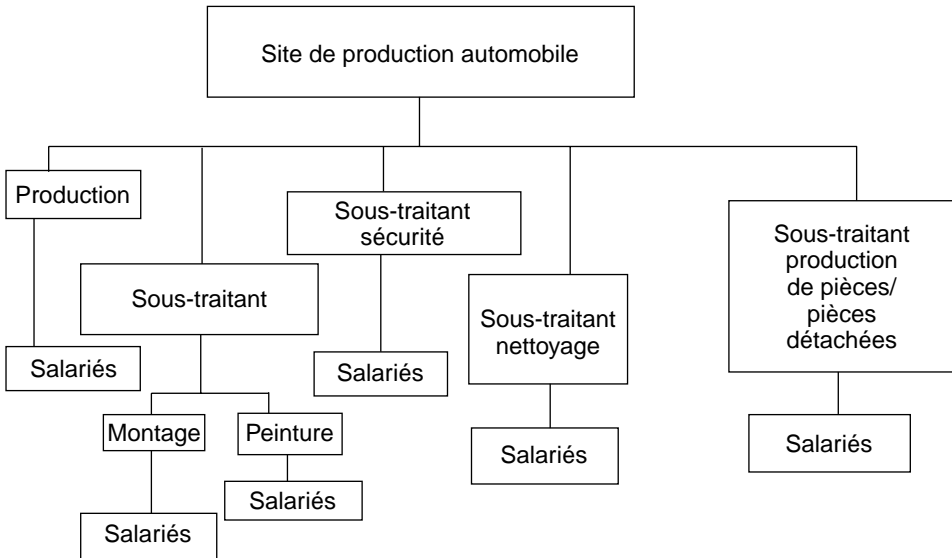 Site de production automobile
Production
Sous-traitant
sécurité
Sous-traitant
production
de pièces/
pièces
détachées
Sous-traitant
Sous-traitant
nettoyage
Salariés
Salariés
Montage
Peinture
Salariés
Salariés
Salariés
Salariés